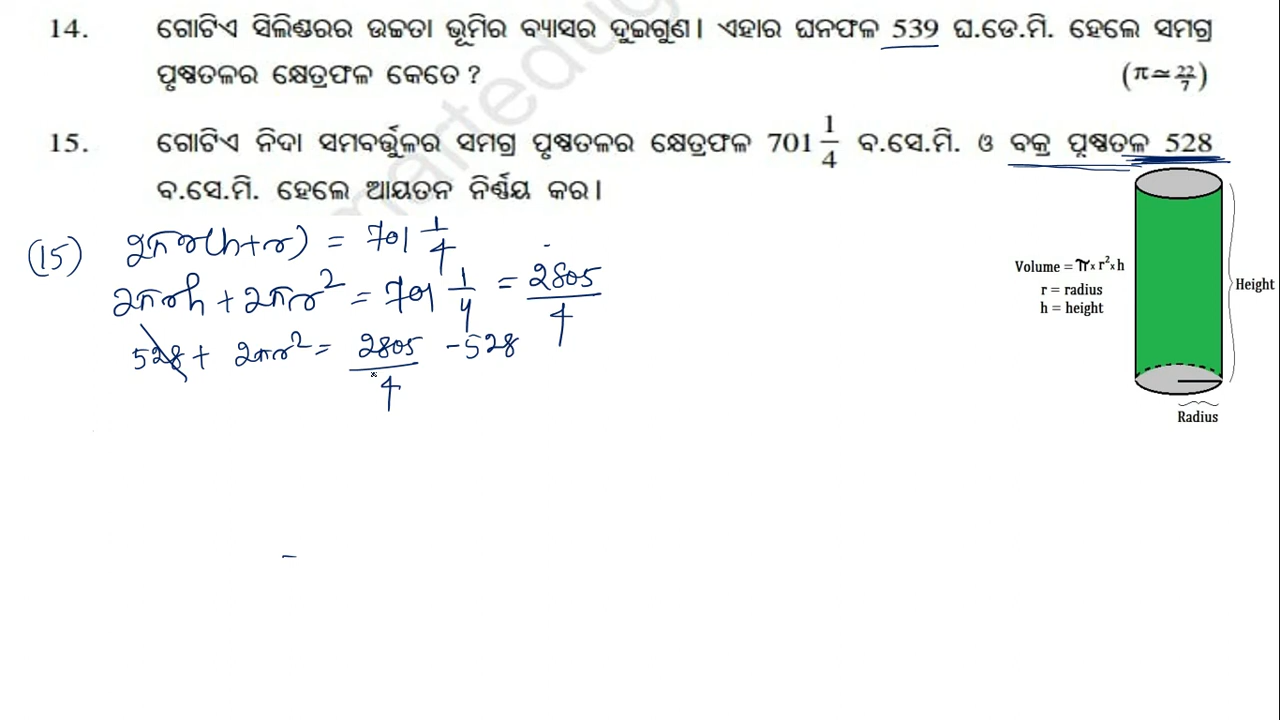 14. ଗୋଟିଏ ସିଲିଣ୍ଡରର ଉଚ୍ଚତା ଭୂମିର ବ୍ୟାସର ଦୁଇଗୁଣ। ଏହାର ଘନଫଳ 539 ଘ.ଡେ.ମି. ହେଲେ ସମଗ୍ର
ପୃଷ୍ଠତଳର କ୍ଷେତ୍ରଫଳ କେତେ ? (π≃22/7)
15. ଗୋଟିଏ ନିଦା ସମବର୍ତ୍ତୁଳର ସମଗ୍ର ପୃଷ୍ଠତଳର କ୍ଷେତ୍ରଫଳ 701 1/4 ବ.ସେ.ମି. ଓ ବକ୍ର ପୃଷ୍ଠତଳ 528
ବ.ସେ.ମି. ହେଲେ ଆୟତନ ନିର୍ଣ୍ଣୟ କର।
(15) 2πr(h+r) = 701 1/4
2πrh + 2πr² = 701 1/4 = 2805/4
528 + 2πr² = 2805/4 - 528
Volume = π× r²× h
r = radius
h = height
Height
Radius